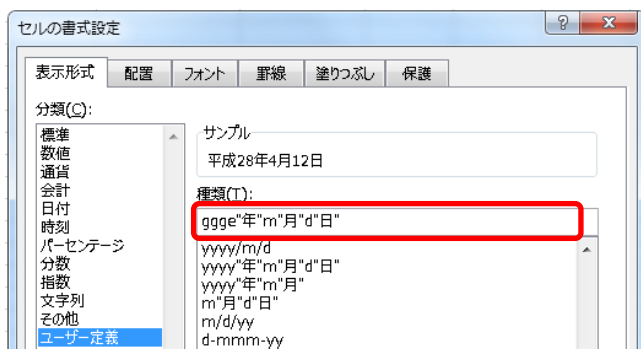 セルの書式設定
表示形式 配置 フォント 罫線 塗りつぶし 保護
分類(C):
標準
数値
通貨
会計
日付
時刻
パーセンテージ
分数
指数
文字列
その他
ユーザー定義
サンプル
平成28年4月12日
種類(T):
ggge"年"m"月"d"日"
yyyy/m/d
yyyy"年"m"月"d"日"
yyyy"年"m"月"
m"月"d"日"
m/d/yy
d-mmm-yy